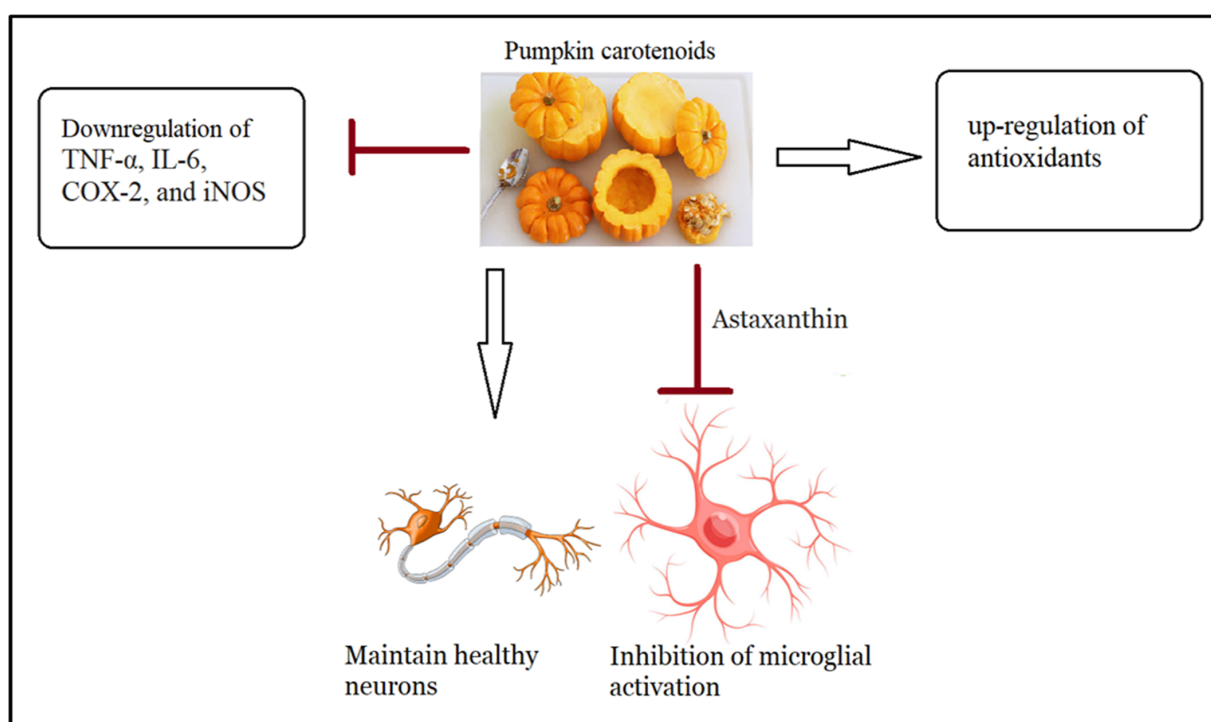 Pumpkin carotenoids
Downregulation of
TNF-α, IL-6,
COX-2, and iNOS
up-regulation of
antioxidants
Astaxanthin
Maintain healthy
neurons
Inhibition of microglial
activation